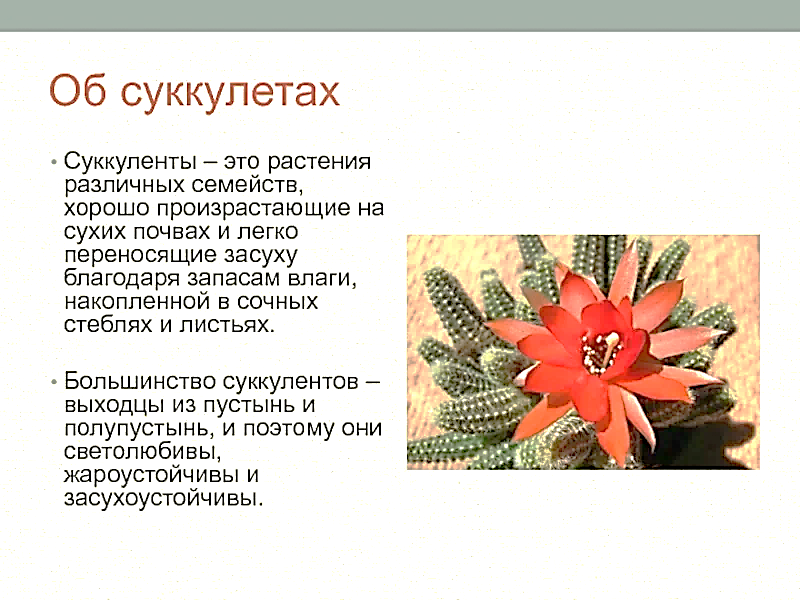 Об суккулетах
• Суккуленты – это растения
различных семейств,
хорошо произрастающие на
сухих почвах и легко
переносящие засуху
благодаря запасам влаги,
накопленной в сочных
стеблях и листьях.
• Большинство суккулентов –
выходцы из пустынь и
полупустынь, и поэтому они
светолюбивы,
жароустойчивы и
засухоустойчивы.